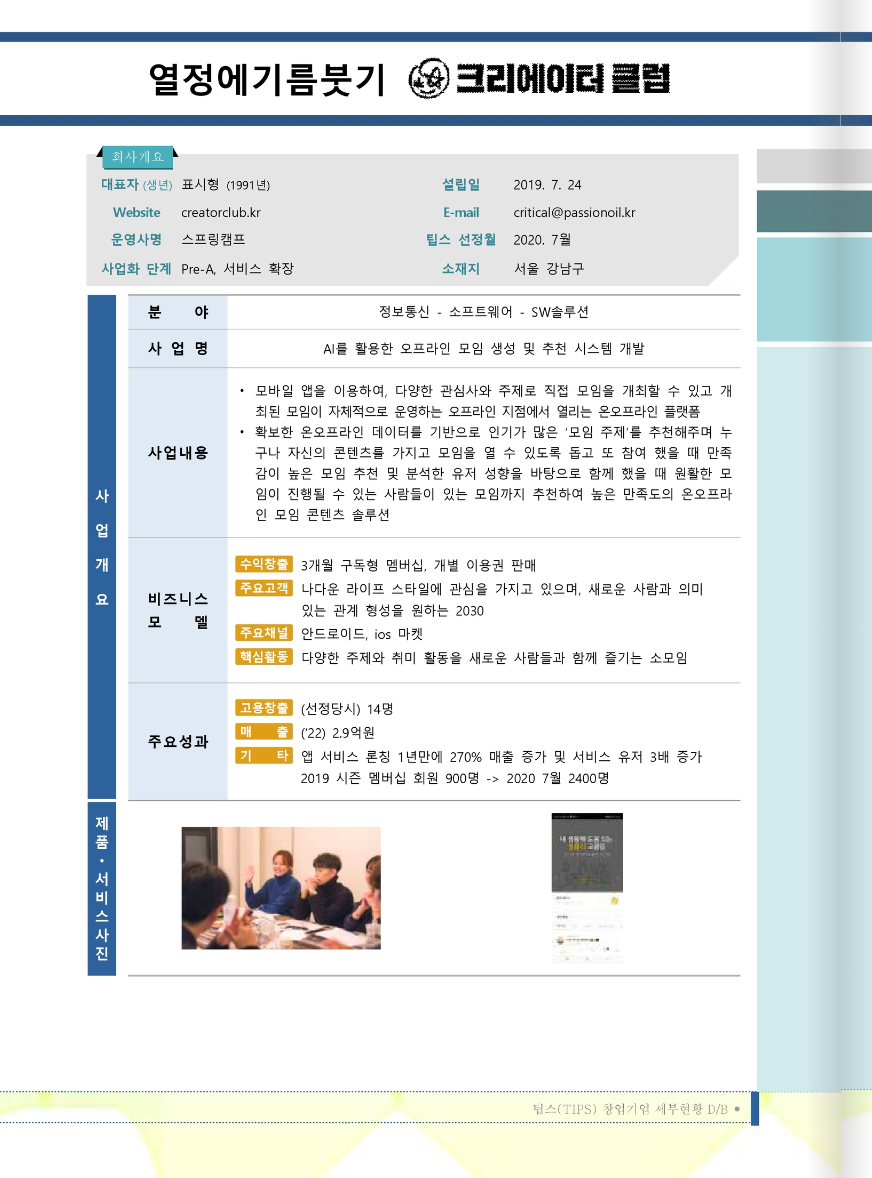 열정에기름붓기 크리에이터 클럽
회사개요
대표자 (생년) 표시형 (1991년) 설립일 2019. 7. 24
Website creatorclub.kr E-mail critical@passionoil.kr
운영사명 스프링캠프 팁스 선정월 2020. 7월
사업화 단계 Pre-A, 서비스 확장 소재지 서울 강남구
사업개요
분 야 정보통신 - 소프트웨어 - SW솔루션
사 업 명 AI를 활용한 오프라인 모임 생성 및 추천 시스템 개발
사업내용
• 모바일 앱을 이용하여, 다양한 관심사와 주제로 직접 모임을 개최할 수 있고 개
최된 모임이 자체적으로 운영하는 오프라인 지점에서 열리는 온오프라인 플랫폼
• 확보한 온오프라인 데이터를 기반으로 인기가 많은 '모임 주제'를 추천해주며 누
구나 자신의 콘텐츠를 가지고 모임을 열 수 있도록 돕고 또 참여 했을 때 만족
감이 높은 모임 추천 및 분석한 유저 성향을 바탕으로 함께 했을 때 원활한 모
임이 진행될 수 있는 사람들이 있는 모임까지 추천하여 높은 만족도의 온오프라
인 모임 콘텐츠 솔루션
비즈니스
모 델
수익창출 3개월 구독형 멤버십, 개별 이용권 판매
주요고객 나다운 라이프 스타일에 관심을 가지고 있으며, 새로운 사람과 의미
있는 관계 형성을 원하는 2030
주요채널 안드로이드, ios 마켓
핵심활동 다양한 주제와 취미 활동을 새로운 사람들과 함께 즐기는 소모임
주요성과
고용창출 (선정당시) 14명
매 출 ('22) 2.9억원
기 타 앱 서비스 론칭 1년만에 270% 매출 증가 및 서비스 유저 3배 증가
2019 시즌 멤버십 회원 900명 -> 2020 7월 2400명
제품・서비스사진
내 생활에 도움 되는
팁스(TIPS) 창업기업 세부현황 D/B •